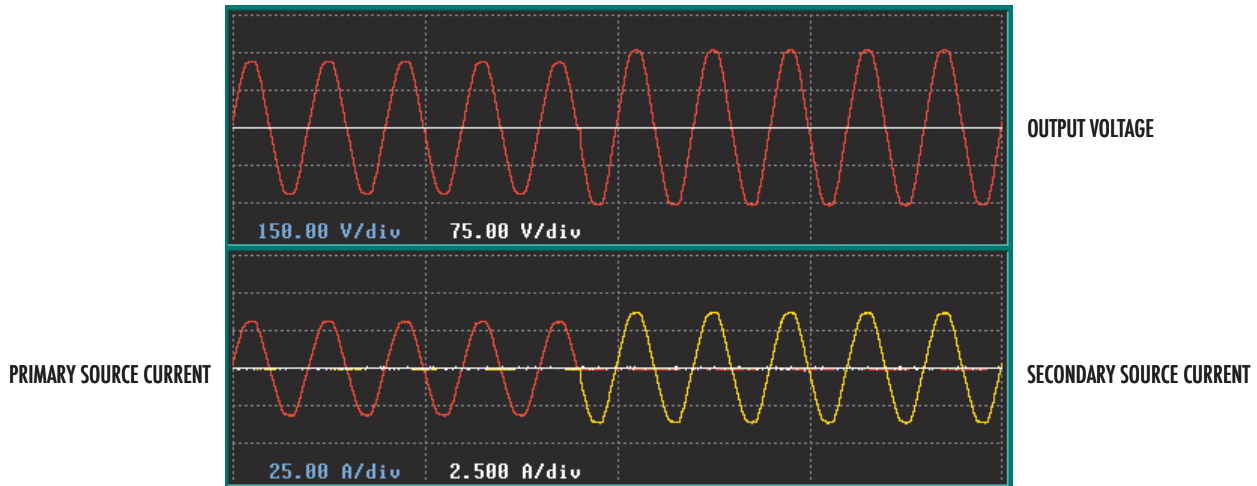 OUTPUT VOLTAGE
150.00 V/div 75.00 V/div
PRIMARY SOURCE CURRENT
SECONDARY SOURCE CURRENT
25.00 A/div 2.500 A/div